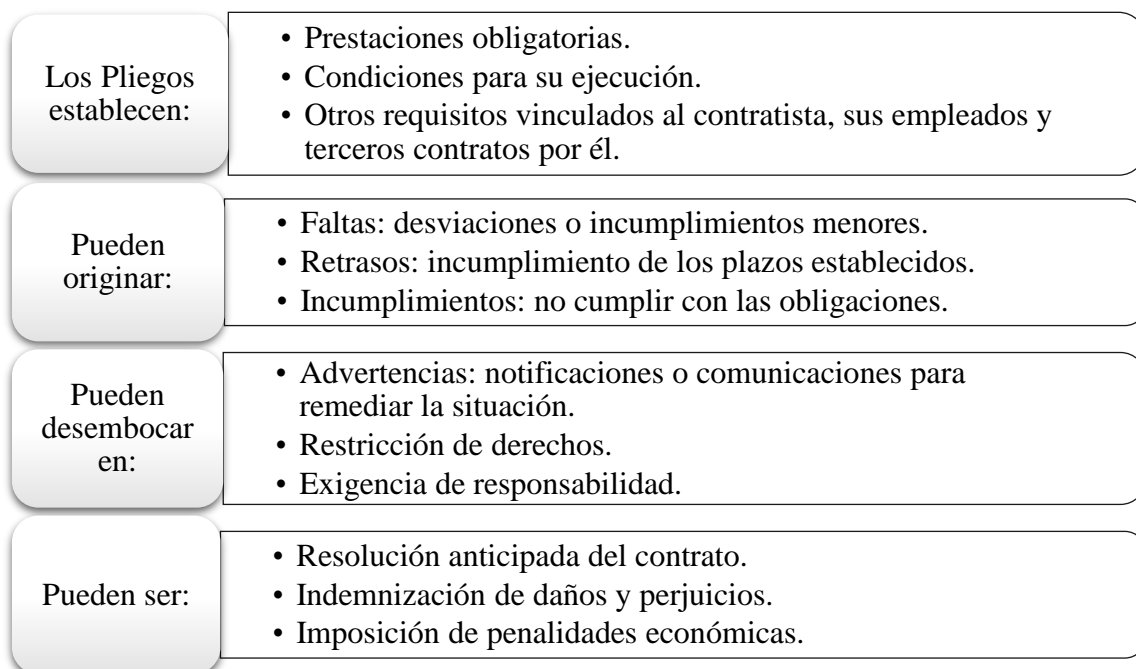 Los Pliegos
establecen:
• Prestaciones obligatorias.
• Condiciones para su ejecución.
• Otros requisitos vinculados al contratista, sus empleados y
terceros contratos por él.
Pueden
originar:
• Faltas: desviaciones o incumplimientos menores.
• Retrasos: incumplimiento de los plazos establecidos.
• Incumplimientos: no cumplir con las obligaciones.
Pueden
desembocar
en:
• Advertencias: notificaciones o comunicaciones para
remediar la situación.
• Restricción de derechos.
• Exigencia de responsabilidad.
Pueden ser:
• Resolución anticipada del contrato.
• Indemnización de daños y perjuicios.
• Imposición de penalidades económicas.